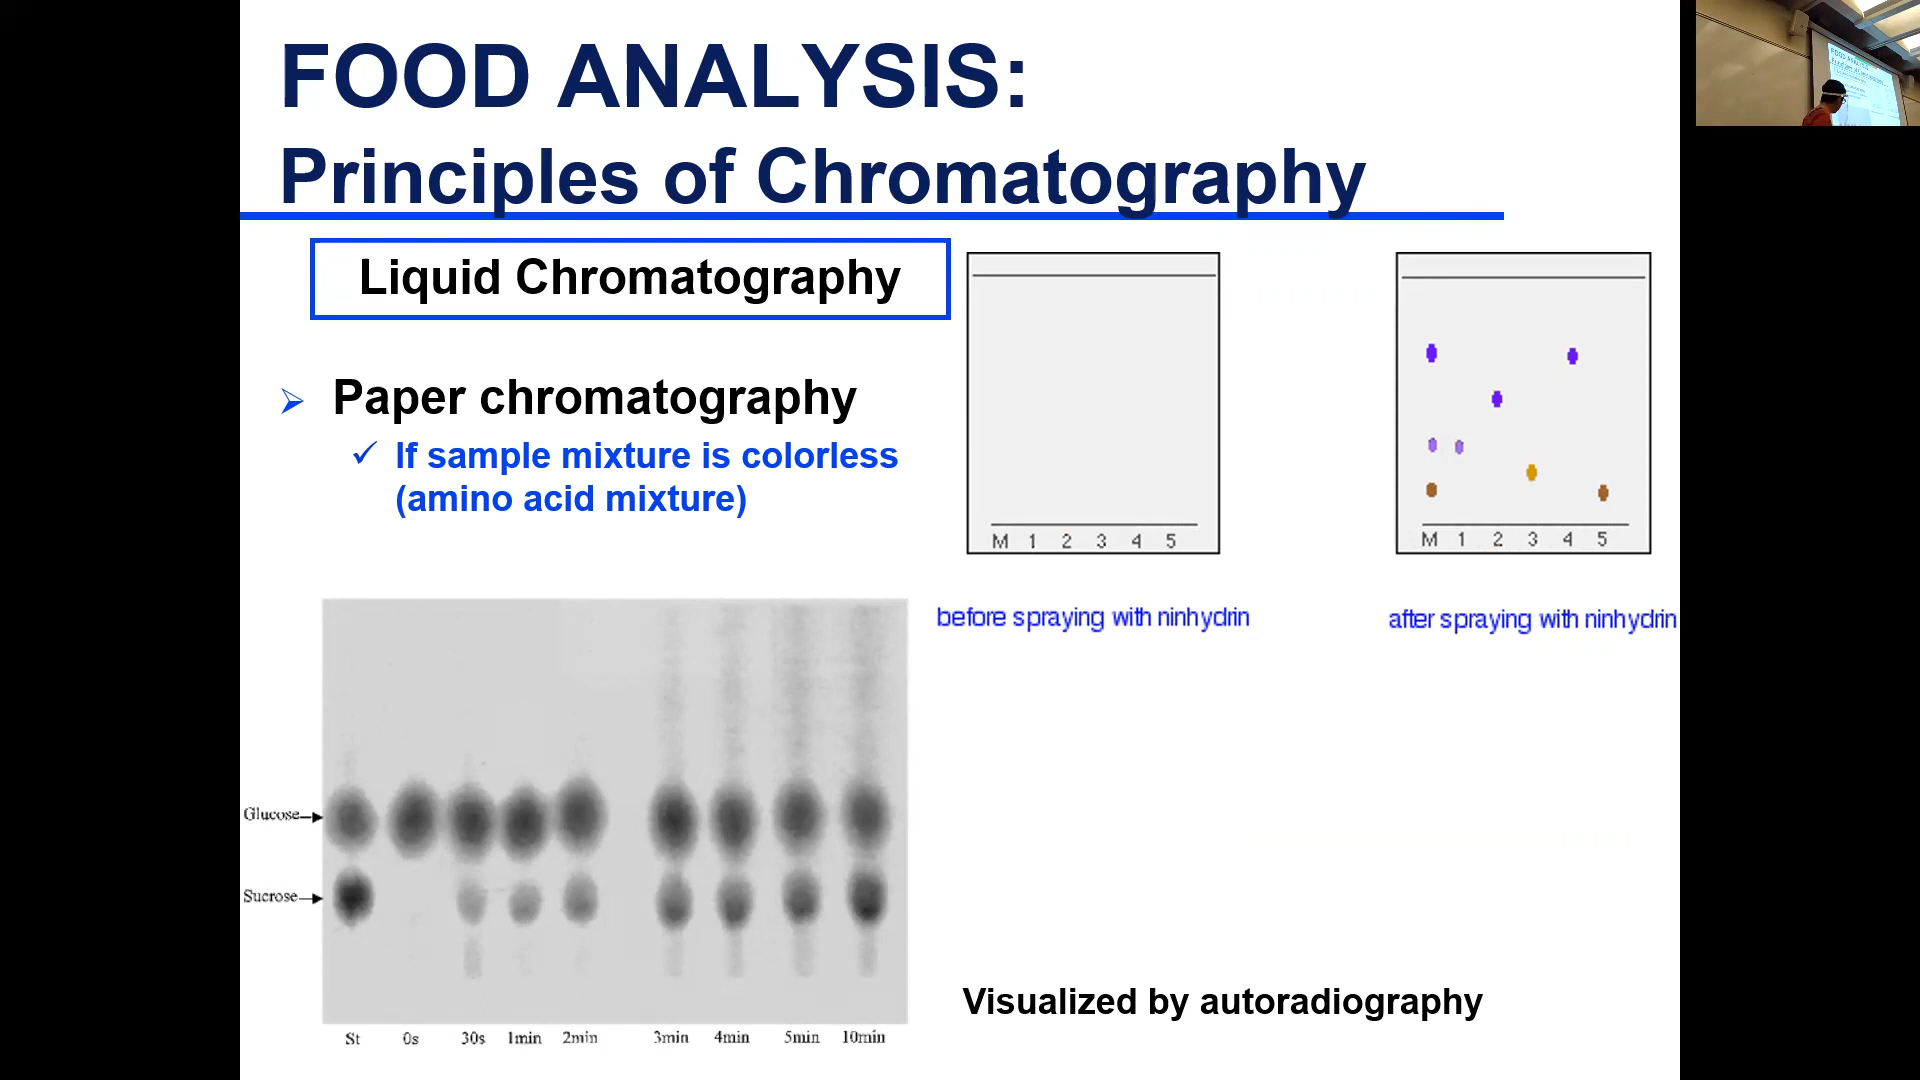 FOOD ANALYSIS:
Principles of Chromatography
Liquid Chromatography
Paper chromatography
If sample mixture is colorless
(amino acid mixture)
M 1 2 3 4 5
before spraying with ninhydrin
M 1 2 3 4 5
after spraying with ninhydrin
Glucose
Sucrose
St 0s 30s 1min 2min 3min 4min 5min 10min
Visualized by autoradiography